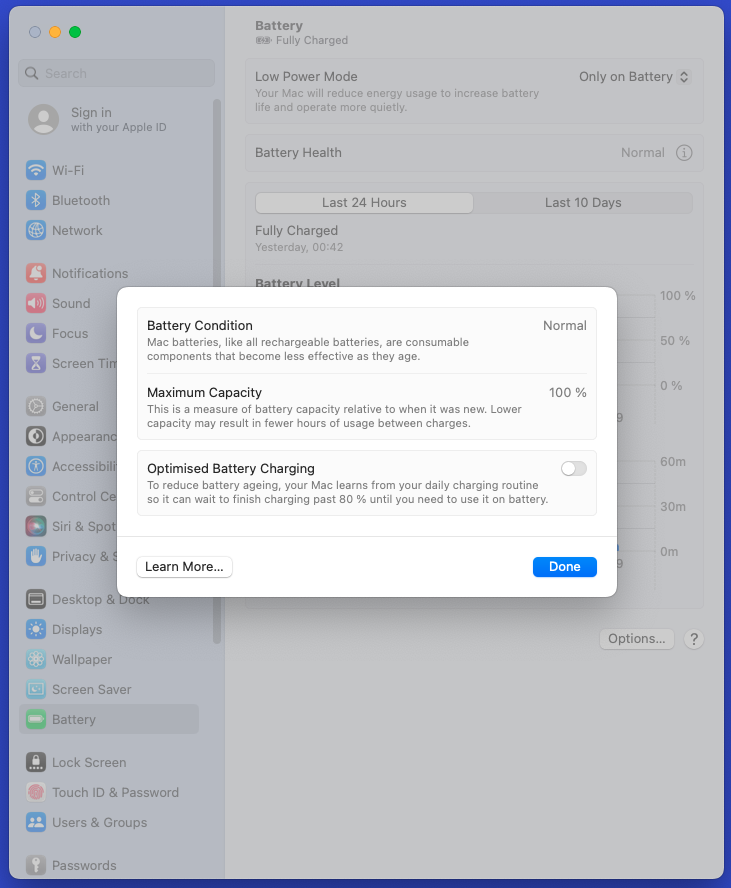 Battery
Fully Charged
Search
Sign in
with your Apple ID
Wi-Fi
Bluetooth
Network
Notifications
Sound
Focus
Screen Tim
General
Appearanc
Accessibili
Control Ce
Siri & Spot
Privacy & S
Desktop & Dock
Displays
Wallpaper
Screen Saver
Battery
Lock Screen
Touch ID & Password
Users & Groups
Passwords
Low Power Mode
Only on Battery
Your Mac will reduce energy usage to increase battery
life and operate more quietly.
Battery Health
Normal
Last 24 Hours
Last 10 Days
Fully Charged
Yesterday, 00:42
Battery Level
100 %
50 %
0 %
9
60m
30m
0m
9
Options...
?
Battery Condition
Normal
Mac batteries, like all rechargeable batteries, are consumable
components that become less effective as they age.
Maximum Capacity
100 %
This is a measure of battery capacity relative to when it was new. Lower
capacity may result in fewer hours of usage between charges.
Optimised Battery Charging
To reduce battery ageing, your Mac learns from your daily charging routine
so it can wait to finish charging past 80 % until you need to use it on battery.
Learn More...
Done